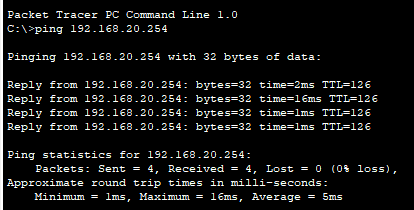 Packet Tracer PC Command Line 1.0
C:\>ping 192.168.20.254
Pinging 192.168.20.254 with 32 bytes of data:
Reply from 192.168.20.254: bytes=32 time=2ms TTL=126
Reply from 192.168.20.254: bytes=32 time=16ms TTL=126
Reply from 192.168.20.254: bytes=32 time=1ms TTL=126
Reply from 192.168.20.254: bytes=32 time=1ms TTL=126
Ping statistics for 192.168.20.254:
Packets: Sent = 4, Received = 4, Lost = 0 (0% loss),
Approximate round trip times in milli-seconds:
Minimum = 1ms, Maximum = 16ms, Average = 5ms